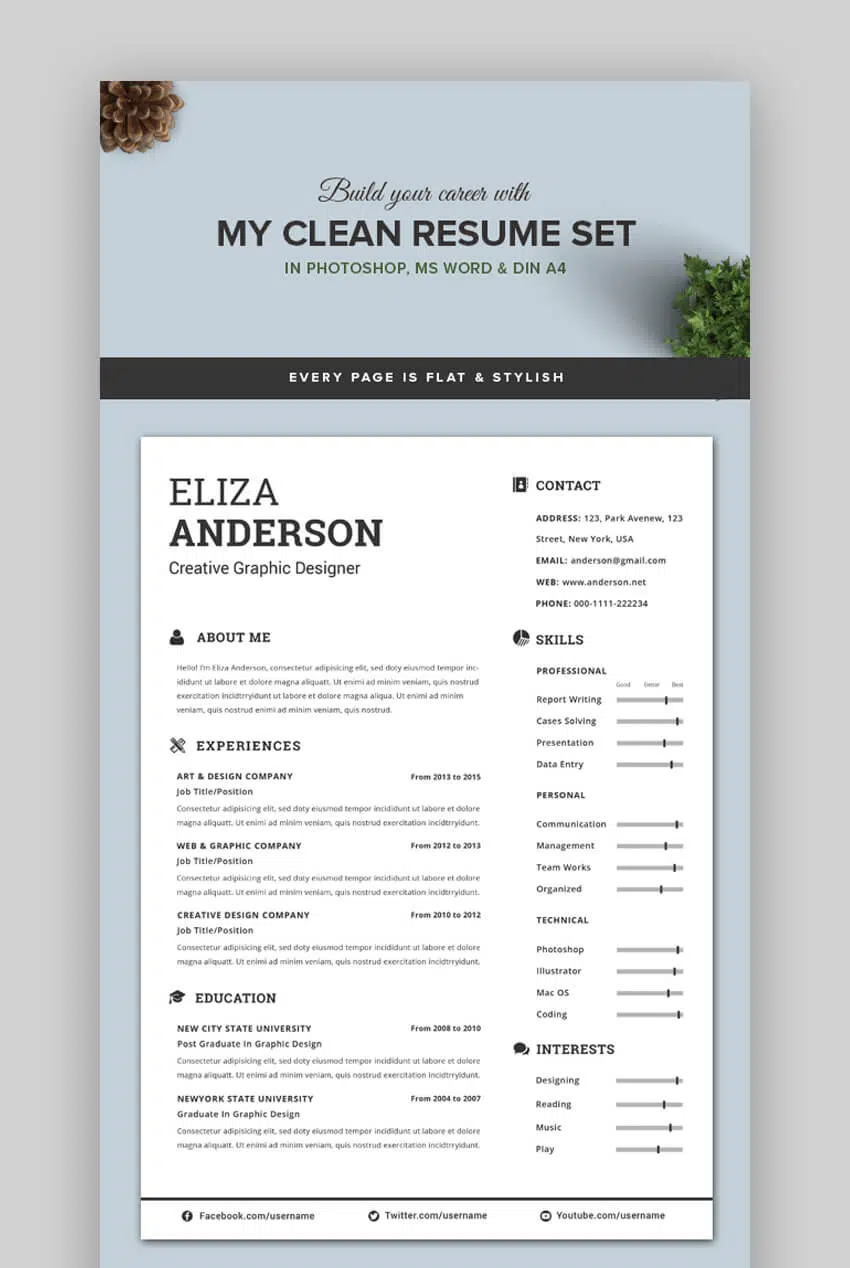 Build your career with
MY CLEAN RESUME SET
IN PHOTOSHOP, MS WORD & DIN A4
EVERY PAGE IS FLAT & STYLISH
ELIZA
ANDERSON
Creative Graphic Designer
ABOUT ME
Hello! I'm Eliza Anderson, consectetur adipisicing elit, sed doty eiusmod tempor inc-
ididunt ut labore et dolore magna aliquatt. Ut enimi ad minim veniam, quis nostrud
exercitation incidtrryidunt ut labore et dolore magna aliqua. Ut enimi ad minim
veniam, quis nostrud enimi ad minim veniam, quis nostrud.
EXPERIENCES
ART & DESIGN COMPANY From 2013 to 2015
Job Title/Position
Consectetur adipisicing elit, sed doty eiusmod tempor incididunt ut labore et dolore
magna aliquatt. Ut enimi ad minim veniam, quis nostrud exercitation incidtrryidunt.
WEB & GRAPHIC COMPANY From 2012 to 2013
Job Title/Position
Consectetur adipisicing elit, sed doty eiusmod tempor incididunt ut labore et dolore
magna aliquatt. Ut enimi ad minim veniam, quis nostrud exercitation incidtrryidunt.
CREATIVE DESIGN COMPANY From 2010 to 2012
Job Title/Position
Consectetur adipisicing elit, sed doty eiusmod tempor incididunt ut labore et dolore
magna aliquatt. Ut enimi ad minim veniam, quis nostrud exercitation incidtrryidunt.
EDUCATION
NEW CITY STATE UNIVERSITY From 2008 to 2010
Post Graduate In Graphic Design
Consectetur adipisicing elit, sed doty eiusmod tempor incididunt ut labore et dolore
magna aliquatt. Ut enimi ad minim veniam, quis nostrud exercitation incidtrryidunt.
NEWYORK STATE UNIVERSITY From 2004 to 2007
Graduate In Graphic Design
Consectetur adipisicing elit, sed doty eiusmod tempor incididunt ut labore et dolore
magna aliquatt. Ut enimi ad minim veniam, quis nostrud exercitation incidtrryidunt.
CONTACT
ADDRESS: 123, Park Avenew, 123
Street, New York, USA
EMAIL: anderson@gmail.com
WEB: www.anderson.net
PHONE: 000-1111-222234
SKILLS
PROFESSIONAL
Good Better Best
Report Writing
Cases Solving
Presentation
Data Entry
PERSONAL
Communication
Management
Team Works
Organized
TECHNICAL
Photoshop
Illustrator
Mac OS
Coding
INTERESTS
Designing
Reading
Music
Play
Facebook.com/username Twitter.com/username Youtube.com/username